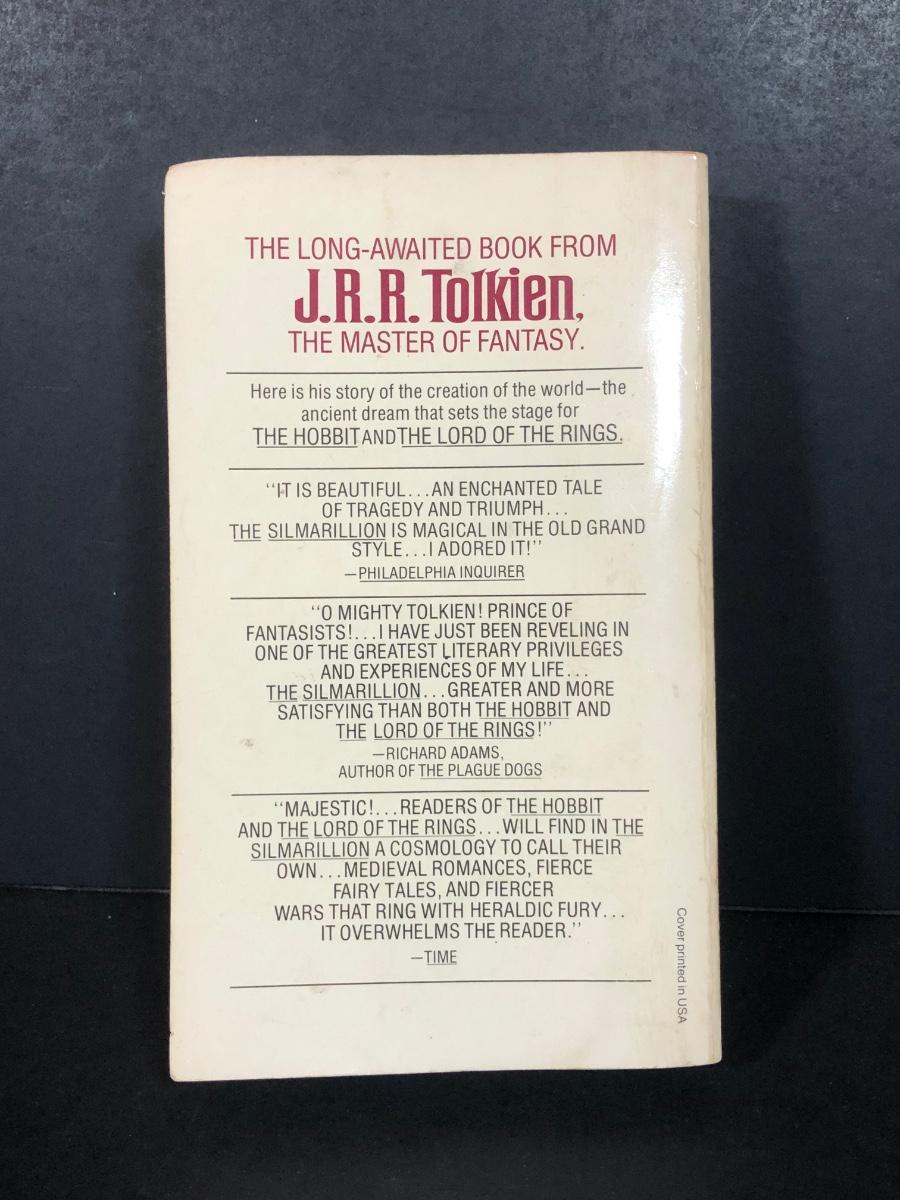 THE LONG-AWAITED BOOK FROM
J.R.R. Tolkien,
THE MASTER OF FANTASY.
Here is his story of the creation of the world—the
ancient dream that sets the stage for
THE HOBBIT AND THE LORD OF THE RINGS.
"IT IS BEAUTIFUL...AN ENCHANTED TALE
OF TRAGEDY AND TRIUMPH...
THE SILMARILLION IS MAGICAL IN THE OLD GRAND
STYLE...I ADORED IT!"
—PHILADELPHIA INQUIRER
"O MIGHTY TOLKIEN! PRINCE OF
FANTASISTS!...I HAVE JUST BEEN REVELING IN
ONE OF THE GREATEST LITERARY PRIVILEGES
AND EXPERIENCES OF MY LIFE...
THE SILMARILLION...GREATER AND MORE
SATISFYING THAN BOTH THE HOBBIT AND
THE LORD OF THE RINGS!"
—RICHARD ADAMS,
AUTHOR OF THE PLAGUE DOGS
"MAJESTIC!...READERS OF THE HOBBIT
AND THE LORD OF THE RINGS...WILL FIND IN THE
SILMARILLION A COSMOLOGY TO CALL THEIR
OWN...MEDIEVAL ROMANCES, FIERCE
FAIRY TALES, AND FIERCER
WARS THAT RING WITH HERALDIC FURY...
IT OVERWHELMS THE READER."
—TIME
Cover printed in USA